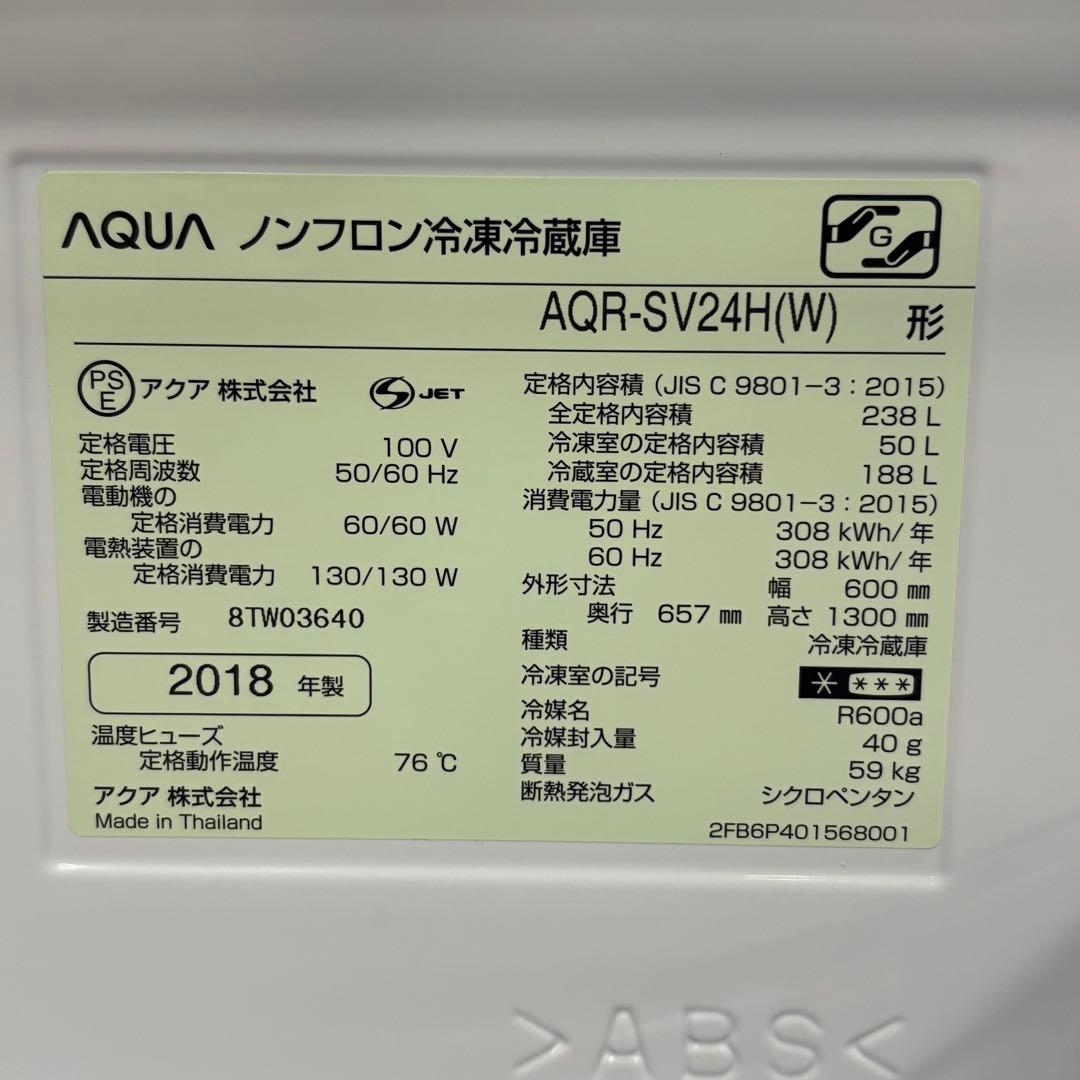 AQUA ノンフロン冷凍冷蔵庫
G
AQR-SV24H(W) 形
PSE アクア 株式会社 S JET
定格電圧 100 V
定格周波数 50/60 Hz
電動機の
定格消費電力 60/60 W
電熱装置の
定格消費電力 130/130 W
製造番号 8TW03640
2018 年製
温度ヒューズ
定格動作温度 76 ℃
アクア 株式会社
Made in Thailand
定格内容積 (JIS C 9801-3:2015)
全定格内容積 238 L
冷凍室の定格内容積 50 L
冷蔵室の定格内容積 188 L
消費電力量 (JIS C 9801-3:2015)
50 Hz 308 kWh/年
60 Hz 308 kWh/年
外形寸法 幅 600 ㎜
奥行 657 ㎜ 高さ 1300 ㎜
種類 冷凍冷蔵庫
冷凍室の記号 * ***
冷媒名 R600a
冷媒封入量 40 g
質量 59 kg
断熱発泡ガス シクロペンタン
2FB6P401568001
>ABS<